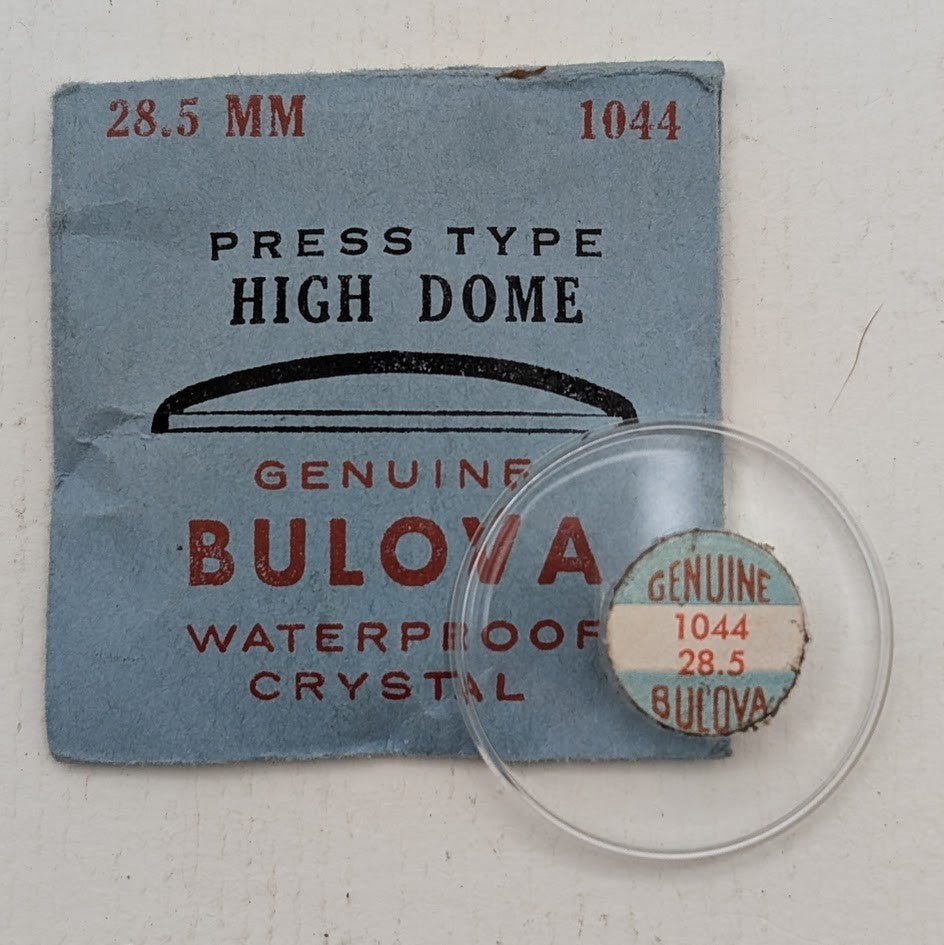 28.5 MM 1044
PRESS TYPE
HIGH DOME
GENUINE
BULOVA
WATERPROOF
CRYSTAL
GENUINE
1044
28.5
BULOVA